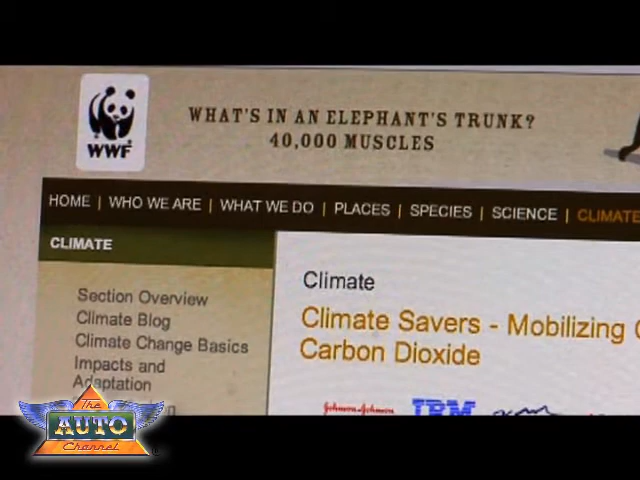 WHAT'S IN AN ELEPHANT'S TRUNK?
40,000 MUSCLES
WWF
HOME | WHO WE ARE | WHAT WE DO | PLACES | SPECIES | SCIENCE | CLIMATE
CLIMATE
Climate
Section Overview
Climate Blog
Climate Change Basics
Impacts and
Adaptation
Climate Savers - Mobilizing
Carbon Dioxide
Johnson & Johnson
IBM
The
AUTO
Channel